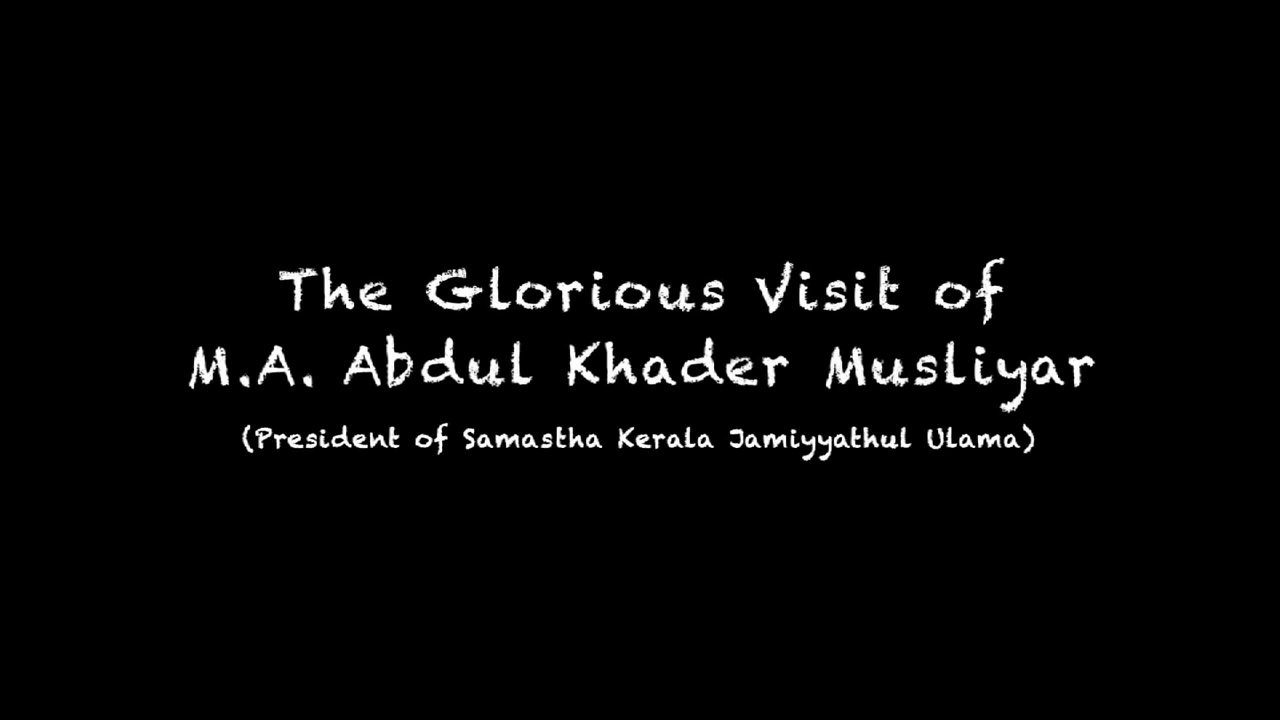 The Glorious Visit of
M.A. Abdul Khader Musliyar
(President of Samastha Kerala Jamiyyathul Ulama)